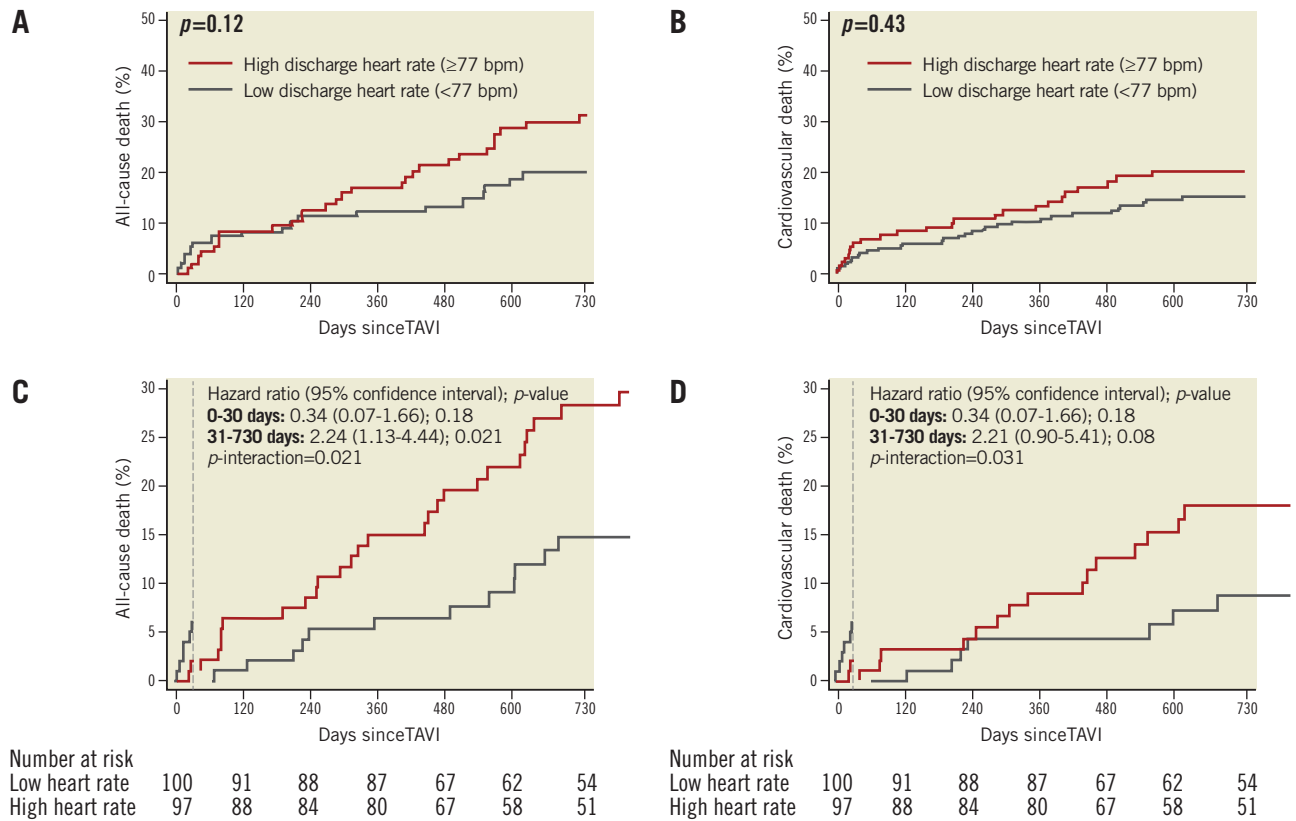 A
p=0.12
High discharge heart rate (≥77 bpm)
Low discharge heart rate (<77 bpm)
All-cause death (%)
50
40
30
20
10
0
0 120 240 360 480 600 730
Days sinceTAVI
B
p=0.43
High discharge heart rate (≥77 bpm)
Low discharge heart rate (<77 bpm)
Cardiovascular death (%)
50
40
30
20
10
0
0 120 240 360 480 600 730
Days sinceTAVI
C
Hazard ratio (95% confidence interval); p-value
0-30 days: 0.34 (0.07-1.66); 0.18
31-730 days: 2.24 (1.13-4.44); 0.021
p-interaction=0.021
All-cause death (%)
30
25
20
15
10
5
0
0 120 240 360 480 600 730
Days sinceTAVI
Number at risk
Low heart rate 100 91 88 87 67 62 54
High heart rate 97 88 84 80 67 58 51
D
Hazard ratio (95% confidence interval); p-value
0-30 days: 0.34 (0.07-1.66); 0.18
31-730 days: 2.21 (0.90-5.41); 0.08
p-interaction=0.031
Cardiovascular death (%)
30
25
20
15
10
5
0
0 120 240 360 480 600 730
Days sinceTAVI
Number at risk
Low heart rate 100 91 88 87 67 62 54
High heart rate 97 88 84 80 67 58 51